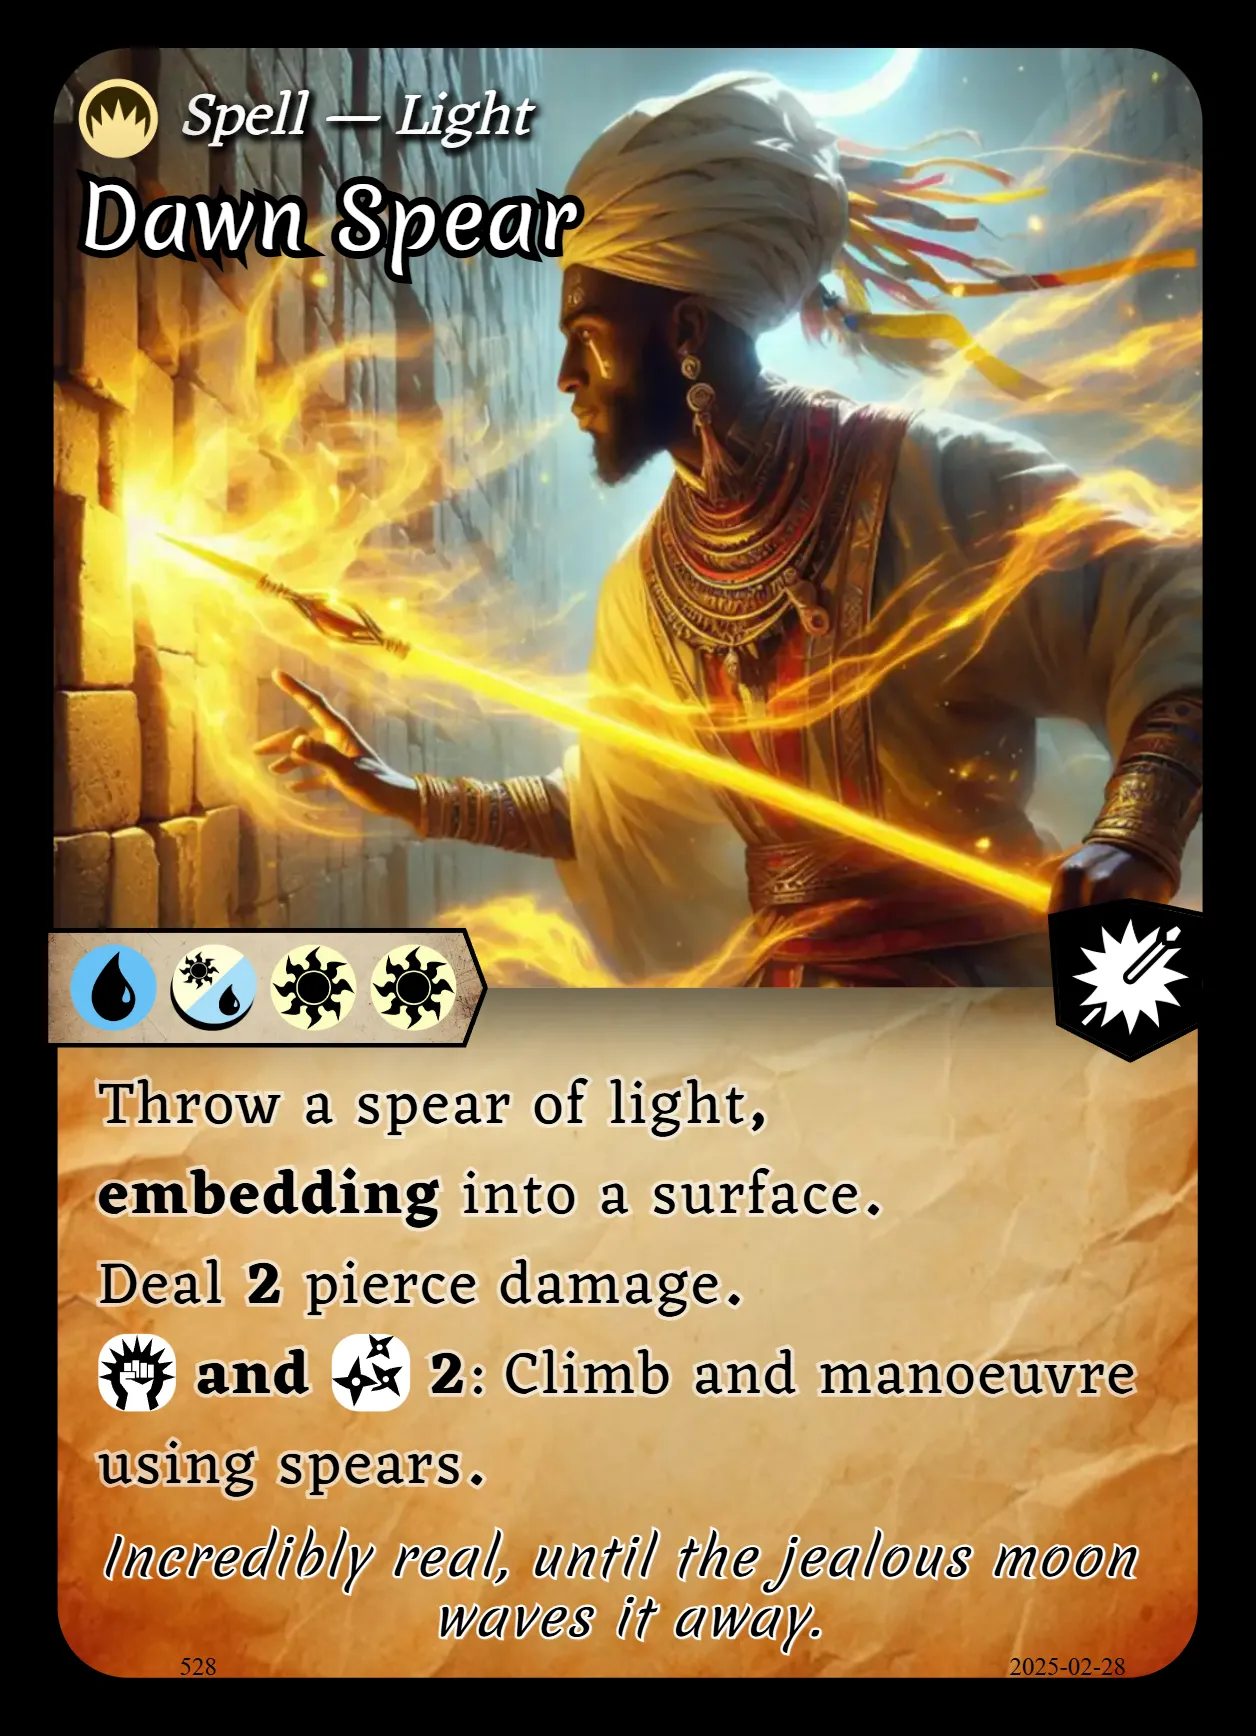 Spell — Light
Dawn Spear
Throw a spear of light,
embedding into a surface.
Deal 2 pierce damage.
and 2: Climb and manoeuvre
using spears.
Incredibly real, until the jealous moon
waves it away.
528 2025-02-28